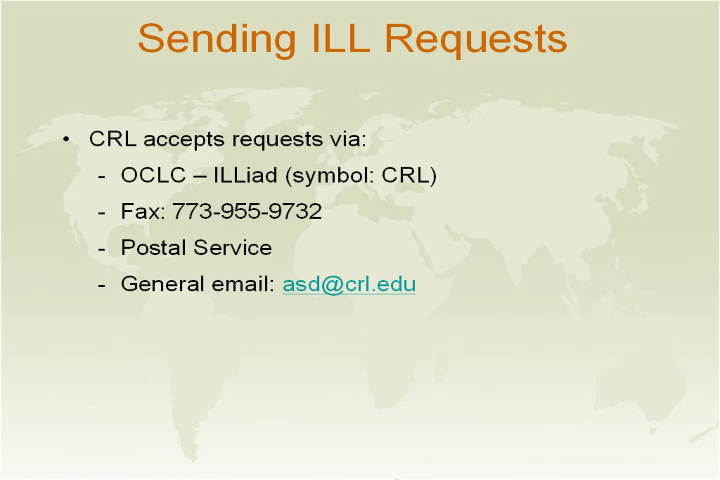 Sending ILL Requests
• CRL accepts requests via:
- OCLC – ILLiad (symbol: CRL)
- Fax: 773-955-9732
- Postal Service
- General email: asd@crl.edu